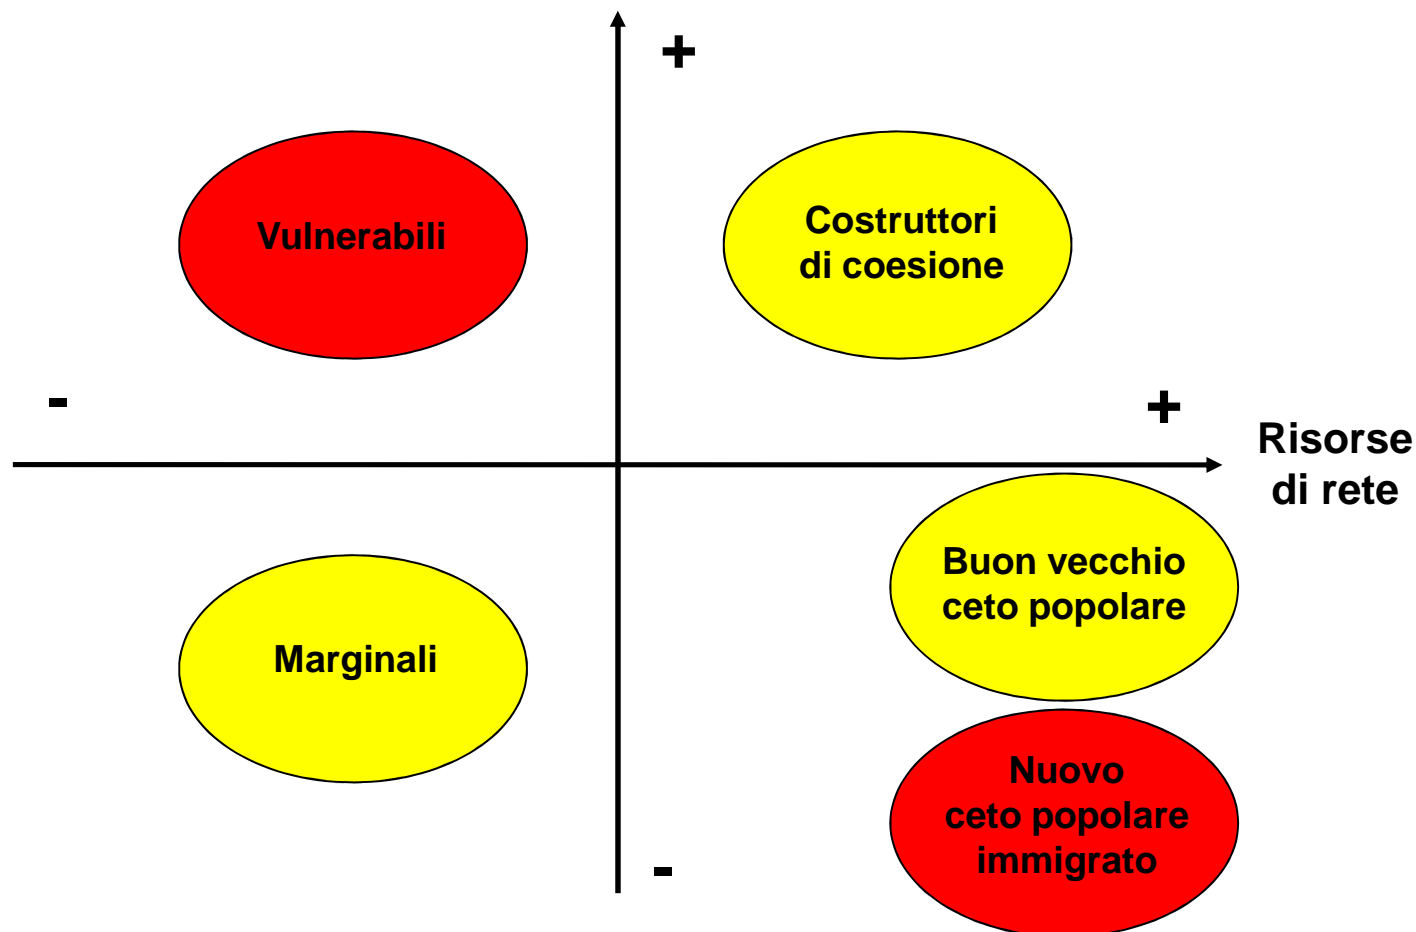 +
Vulnerabili
Costruttori
di coesione
-
+
Risorse
di rete
Buon vecchio
ceto popolare
Marginali
Nuovo
ceto popolare
immigrato
-